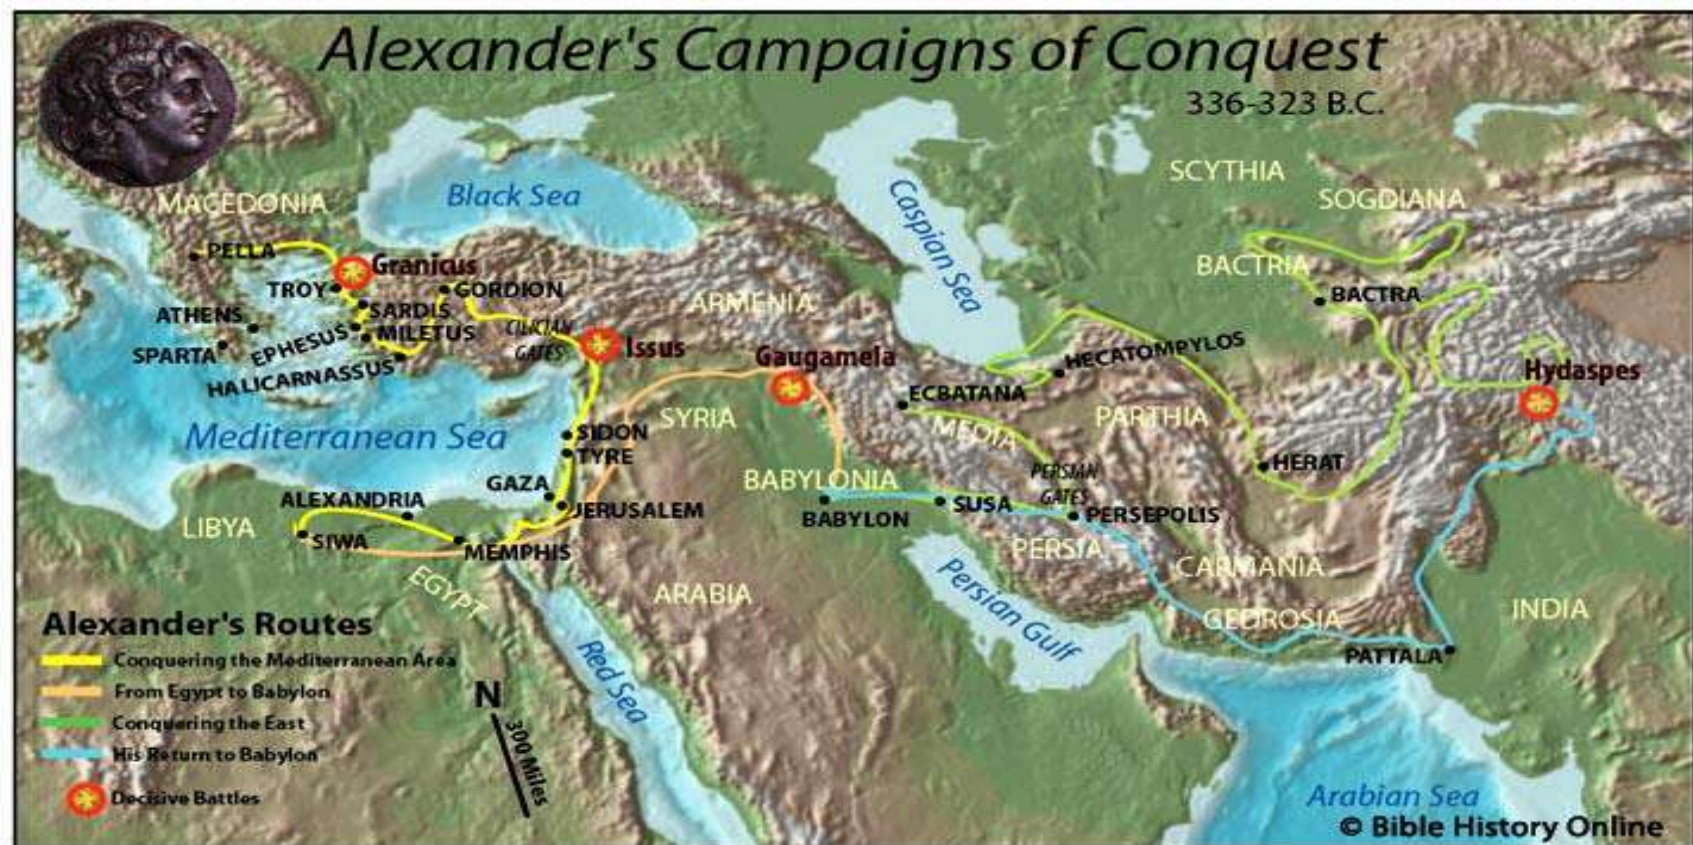 Alexander's Campaigns of Conquest
336-323 B.C.
SCYTHIA
SOGDIANA
MACEDONIA
Black Sea
Caspian Sea
PELLA
Granicus
BACTRIA
TROY
GORDION
BACTRA
ARMENIA
SARDIS
ATHENS
CILICIAN
GATES
EPHESUS
MILETUS
SPARTA
Issus
Gaugamela
HECATOMPYLOS
HALICARNASSUS
Hydaspes
ECBATANA
SYRIA
PARTHIA
Mediterranean Sea
SIDON
MEDIA
TYRE
HERAT
PERSIAN
GATES
GAZA
BABYLONIA
ALEXANDRIA
JERUSALEM
SUSA
BABYLON
PERSEPOLIS
LIBYA
SIWA
MEMPHIS
PERSIA
CARMANIA
EGYPT
ARABIA
Persian Gulf
GEDROSIA
INDIA
PATTALA
Red Sea
Alexander's Routes
Conquering the Mediterranean Area
From Egypt to Babylon
Conquering the East
His Return to Babylon
Decisive Battles
N
300 Miles
Arabian Sea
© Bible History Online